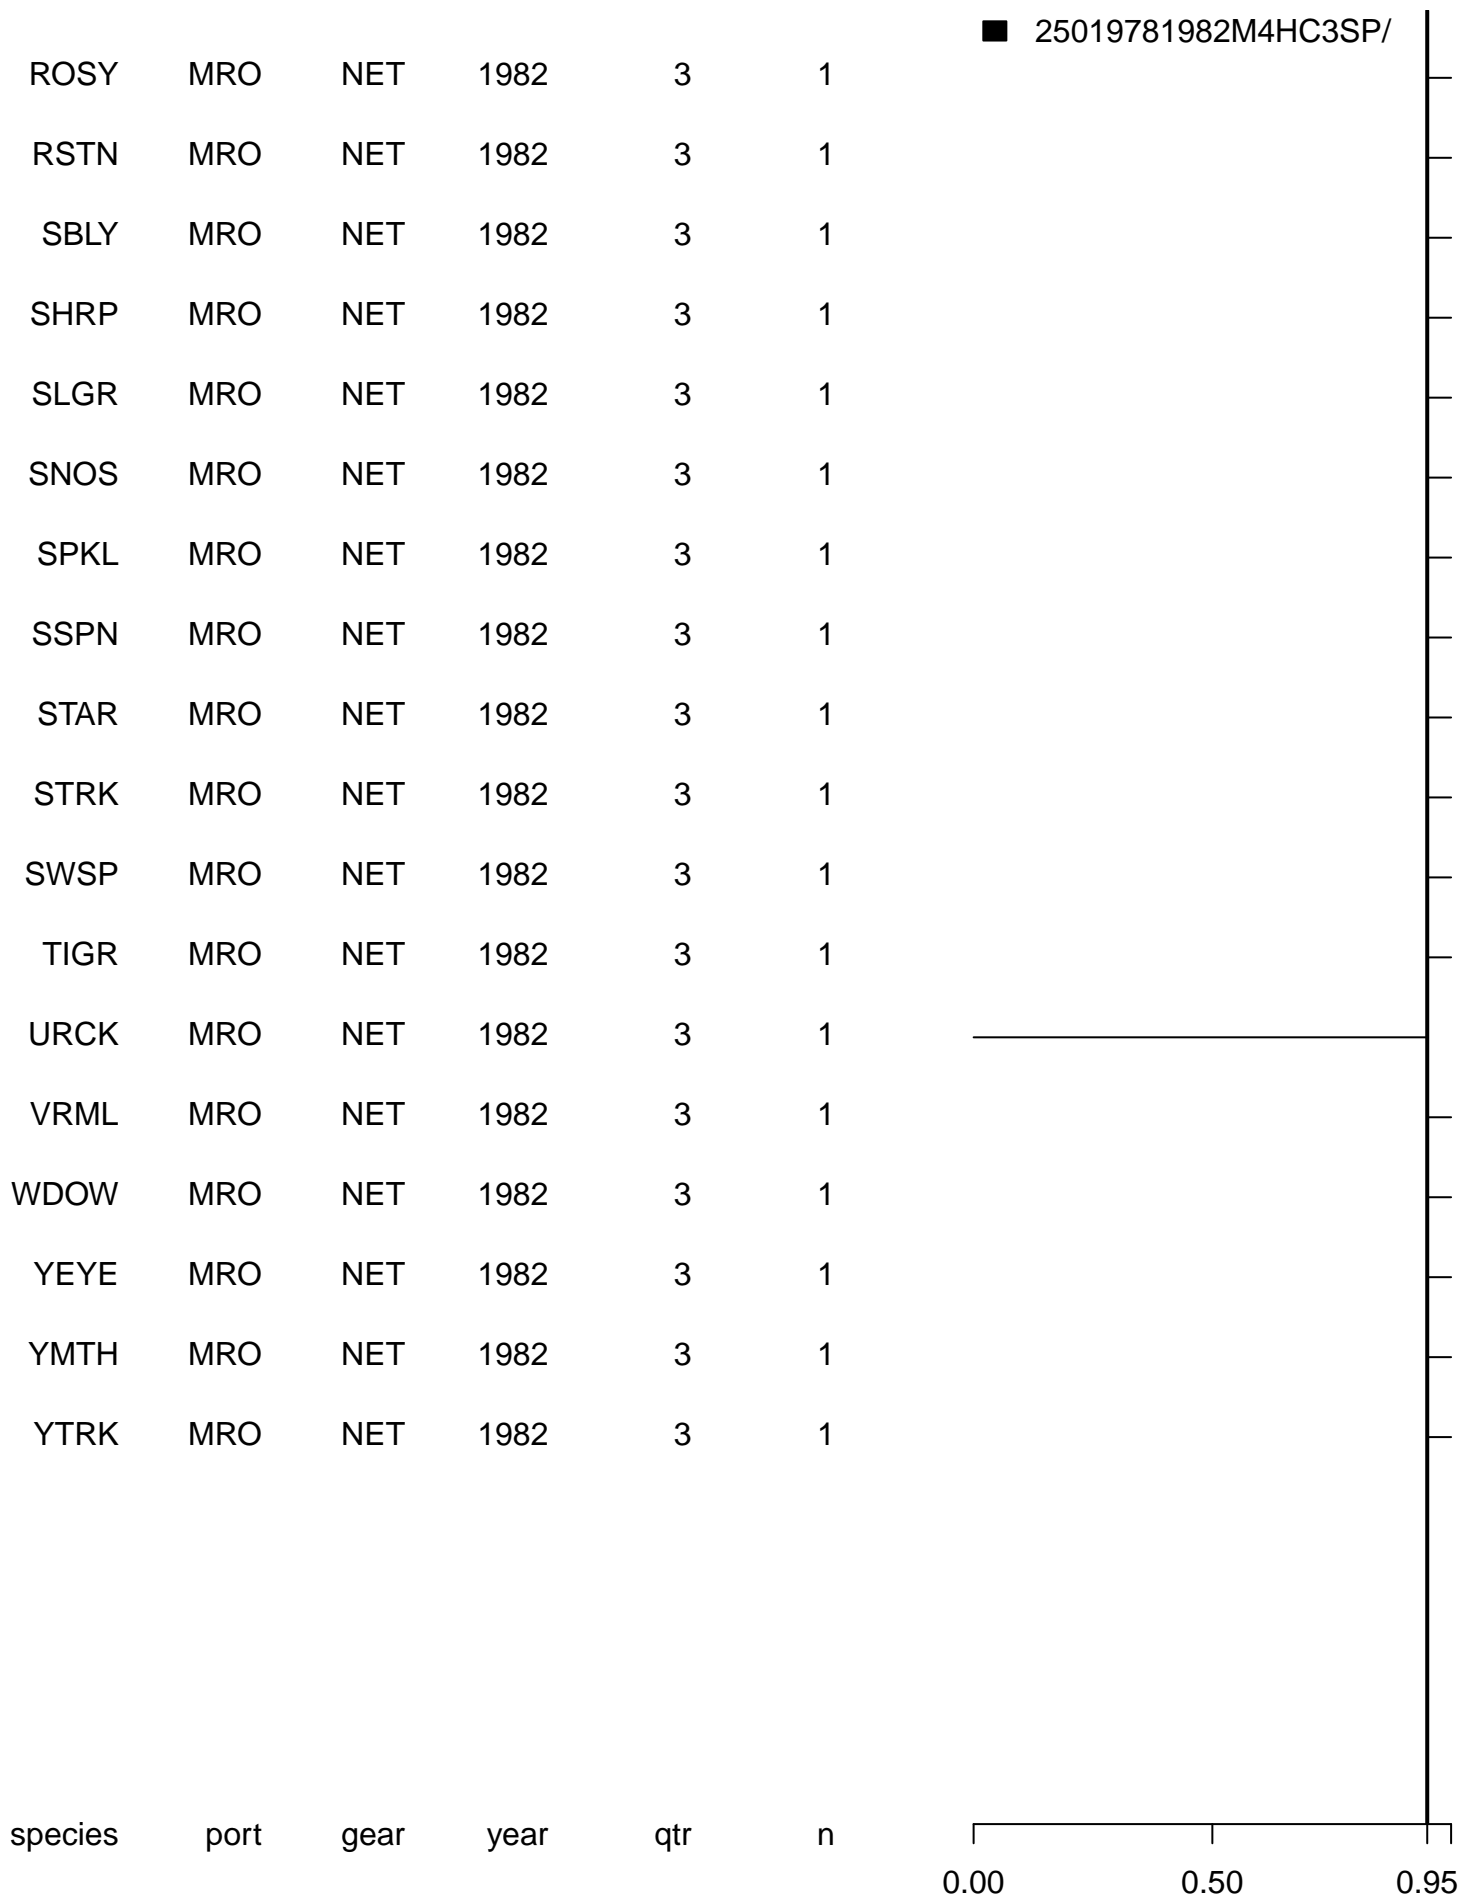 25019781982M4HC3SP/
ROSY MRO NET 1982 3 1
RSTN MRO NET 1982 3 1
SBLY MRO NET 1982 3 1
SHRP MRO NET 1982 3 1
SLGR MRO NET 1982 3 1
SNOS MRO NET 1982 3 1
SPKL MRO NET 1982 3 1
SSPN MRO NET 1982 3 1
STAR MRO NET 1982 3 1
STRK MRO NET 1982 3 1
SWSP MRO NET 1982 3 1
TIGR MRO NET 1982 3 1
URCK MRO NET 1982 3 1
VRML MRO NET 1982 3 1
WDOW MRO NET 1982 3 1
YEYE MRO NET 1982 3 1
YMTH MRO NET 1982 3 1
YTRK MRO NET 1982 3 1
species port gear year qtr n
0.00 0.50 0.95